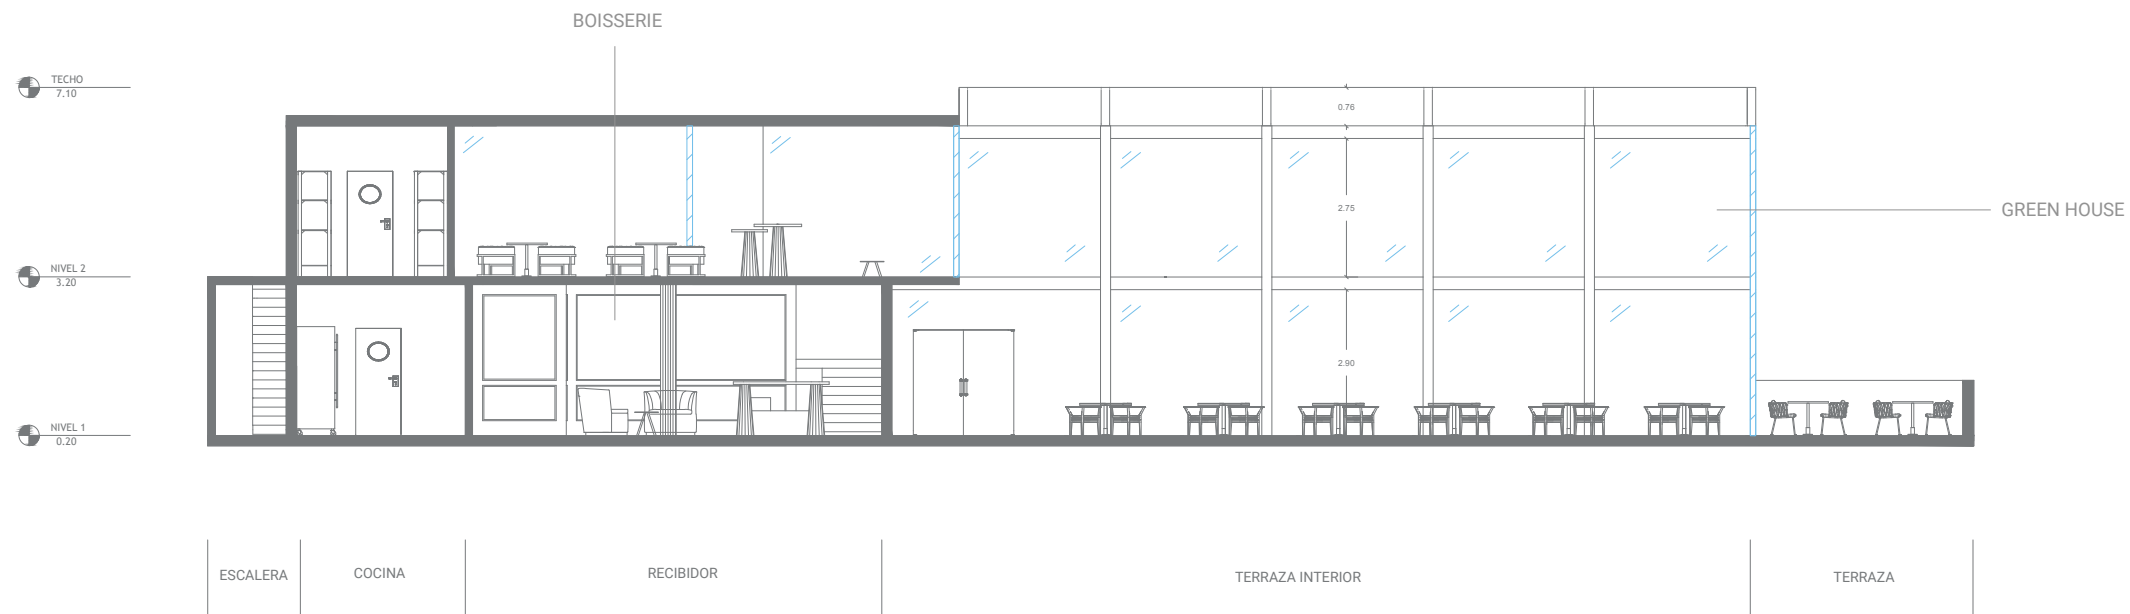 BOISSERIE
TECHO
7.10
0.76
2.75
GREEN HOUSE
NIVEL 2
3.20
2.90
NIVEL 1
0.20
ESCALERA
COCINA
RECIBIDOR
TERRAZA INTERIOR
TERRAZA